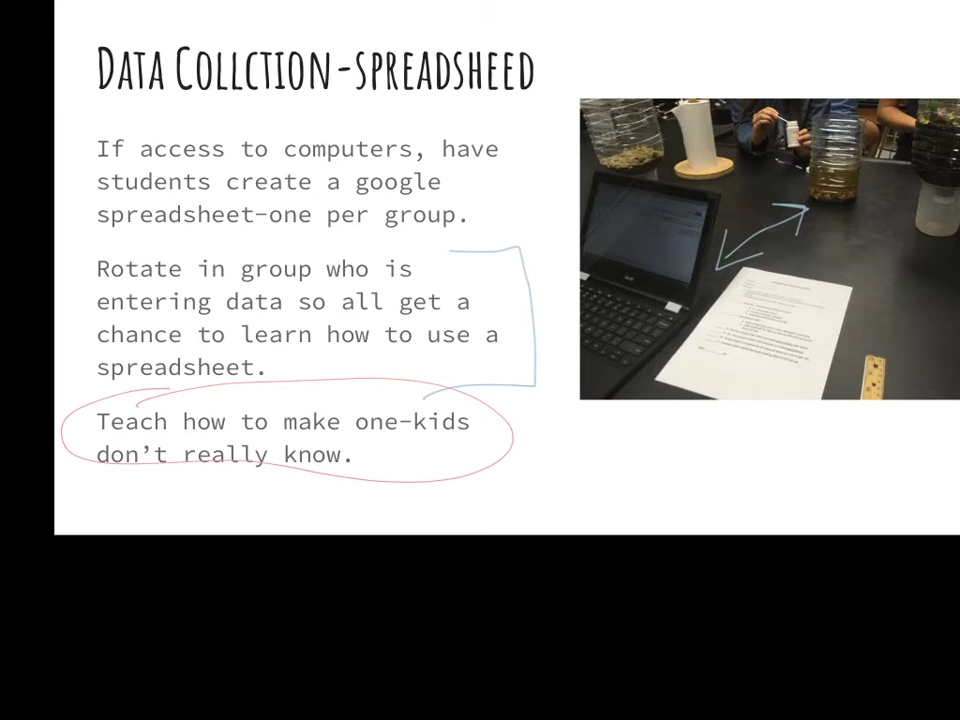 DATA COLLCTION-SPREADSHEED
If access to computers, have
students create a google
spreadsheet-one per group.
Rotate in group who is
entering data so all get a
chance to learn how to use a
spreadsheet.
Teach how to make one-kids
don't really know.
acer